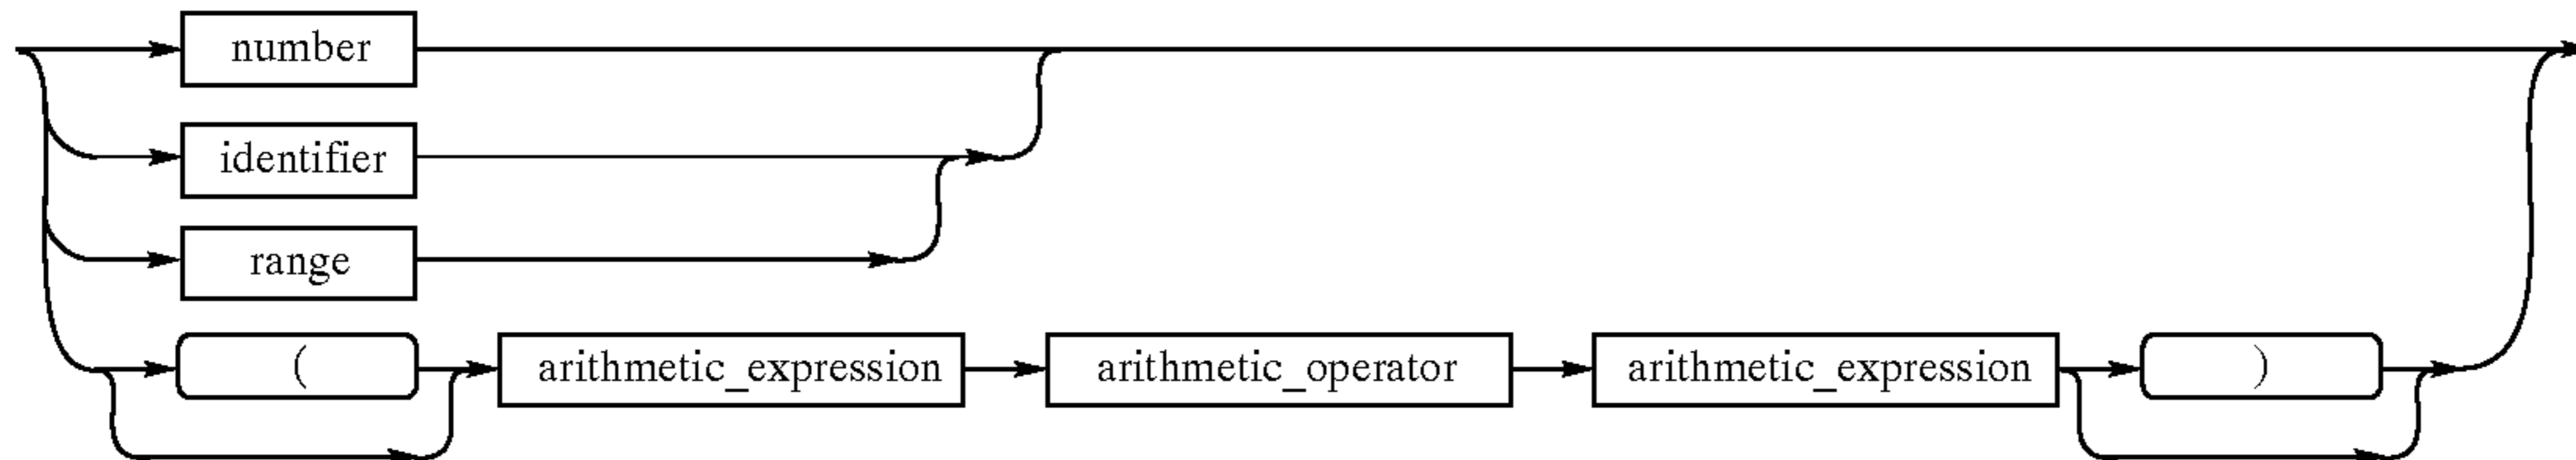 number
identifier
range
( arithmetic_expression arithmetic_operator arithmetic_expression )